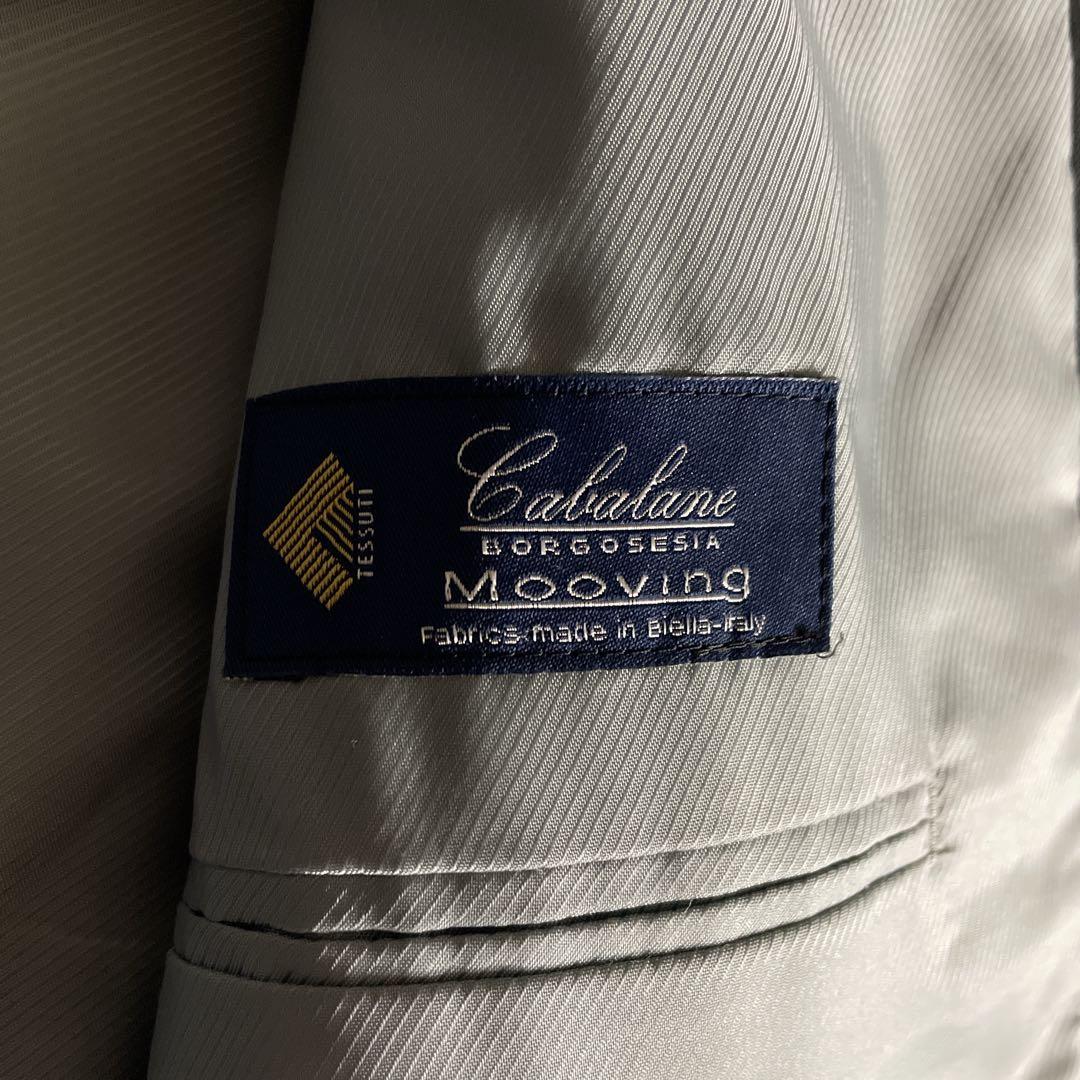 TESSUTI
Cabalane
BORGOSESIA
Mooving
Fabrics made in Biella-Italy